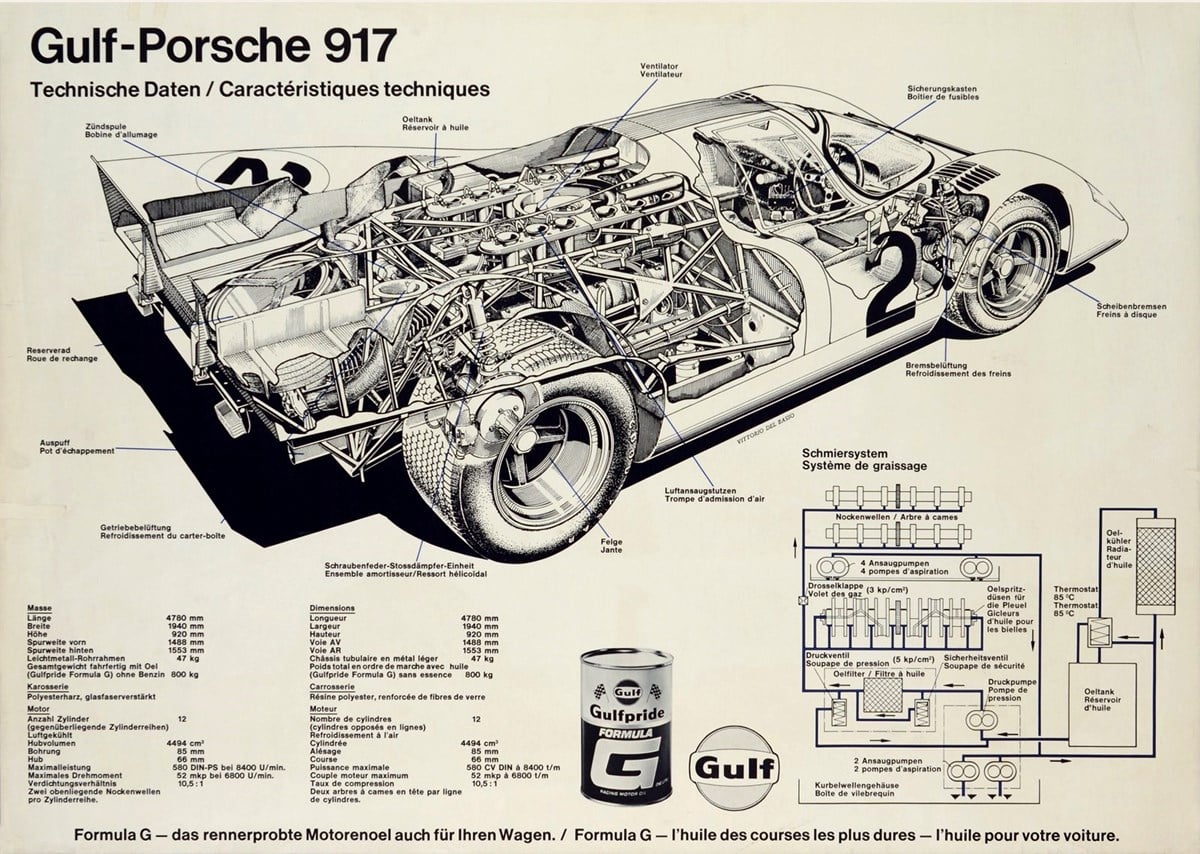 Gulf-Porsche 917
Technische Daten / Caractéristiques techniques
Zündspule
Bobine d'allumage
Oeltank
Réservoir à huile
Ventilator
Ventilateur
Sicherungskasten
Boîtier de fusibles
2
2
Scheibenbremsen
Freins à disque
Bremsbelüftung
Refroidissement des freins
Reserverad
Roue de rechange
VITTORIO DEL BASSO
Auspuff
Pot d'échappement
Luftansaugstutzen
Trompe d'admission d'air
Getriebebelüftung
Refroidissement du carter-boîte
Felge
Jante
Schraubenfeder-Stossdämpfer-Einheit
Ensemble amortisseur/Ressort hélicoïdal
Masse
Länge 4780 mm
Breite 1940 mm
Höhe 920 mm
Spurweite vorn 1488 mm
Spurweite hinten 1553 mm
Leichtmetall-Rohrrahmen 47 kg
Gesamtgewicht fahrfertig mit Oel
(Gulfpride Formula G) ohne Benzin 800 kg
Karosserie
Polyesterharz, glasfaserverstärkt
Motor
Anzahl Zylinder 12
(gegenüberliegende Zylinderreihen)
Luftgekühlt
Hubvolumen 4494 cm³
Bohrung 85 mm
Hub 66 mm
Maximalleistung 580 DIN-PS bei 8400 U/min.
Maximales Drehmoment 52 mkp bei 6800 U/min.
Verdichtungsverhältnis 10,5:1
Zwei obenliegende Nockenwellen
pro Zylinderreihe.
Dimensions
Longueur 4780 mm
Largeur 1940 mm
Hauteur 920 mm
Voie AV 1488 mm
Voie AR 1553 mm
Châssis tubulaire en métal léger 47 kg
Poids total en ordre de marche avec huile
(Gulfpride Formula G) sans essence 800 kg
Carrosserie
Résine polyester, renforcée de fibres de verre
Moteur
Nombre de cylindres 12
(cylindres opposés en lignes)
Refroidissement à l'air
Cylindrée 4494 cm³
Alésage 85 mm
Course 66 mm
Puissance maximale 580 CV DIN à 8400 t/m
Couple moteur maximum 52 mkp à 6800 t/m
Taux de compression 10,5:1
Deux arbres à cames en tête par ligne
de cylindres.
Gulf
Gulfpride
FORMULA
G
RACING MOTOR OIL
Gulf
Schmiersystem
Système de graissage
Nockenwellen / Arbre à cames
4 Ansaugpumpen
4 pompes d'aspiration
Drosselklappe (3 kp/cm²)
Volet des gaz
Oelspritz-
düsen für
die Pleuel
Gicleurs
d'huile pour
les bielles
Oel-
kühler
Radia-
teur
d'huile
Thermostat
85 ºC
Thermostat
85 ºC
Druckventil (5 kp/cm²)
Soupape de pression
Sicherheitsventil
Soupape de sécurité
Oelfilter / Filtre à huile
Druckpumpe
Pompe de
pression
Oeltank
Réservoir
d'huile
2 Ansaugpumpen
2 pompes d'aspiration
Kurbelwellengehäuse
Boîte de vilebrequin
Formula G — das rennerprobte Motorenoel auch für Ihren Wagen. / Formula G — l'huile des courses les plus dures — l'huile pour votre voiture.